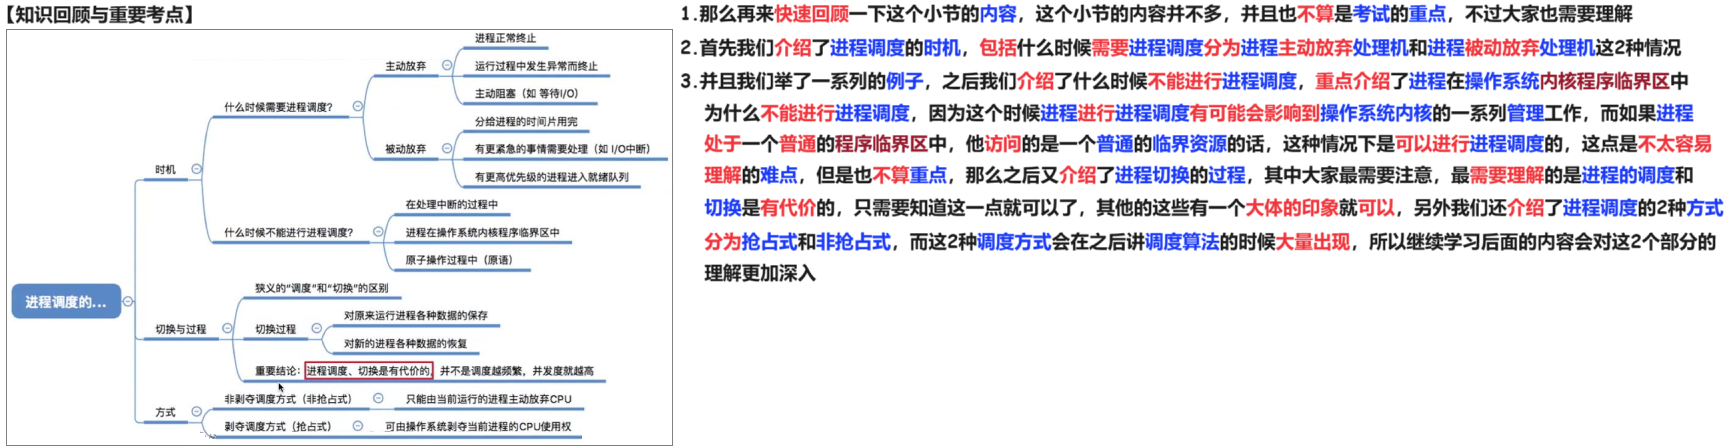 【知识回顾与重要考点】
进程正常终止
主动放弃
运行过程中发生异常而终止
主动阻塞（如 等待I/O）
什么时候需要进程调度？
分给进程的时间片用完
被动放弃
有更紧急的事情需要处理（如 I/O中断）
有更高优先级的进程进入就绪队列
时机
在处理中断的过程中
什么时候不能进行进程调度？
进程在操作系统内核程序临界区中
原子操作过程中（原语）
进程调度的...
狭义的“调度”和“切换”的区别
切换与过程
切换过程
对原来运行进程各种数据的保存
对新的进程各种数据的恢复
重要结论：进程调度、切换是有代价的，并不是调度越频繁，并发度就越高
方式
非剥夺调度方式（非抢占式）
只能由当前运行的进程主动放弃CPU
剥夺调度方式（抢占式）
可由操作系统剥夺当前进程的CPU使用权
1.那么再来快速回顾一下这个小节的内容，这个小节的内容并不多，并且也不算是考试的重点，不过大家也需要理解
2.首先我们介绍了进程调度的时机，包括什么时候需要进程调度分为进程主动放弃处理机和进程被动放弃处理机这2种情况
3.并且我们举了一系列的例子，之后我们介绍了什么时候不能进行进程调度，重点介绍了进程在操作系统内核程序临界区中
为什么不能进行进程调度，因为这个时候进程进行进程调度有可能会影响到操作系统内核的一系列管理工作，而如果进程
处于一个普通的程序临界区中，他访问的是一个普通的临界资源的话，这种情况下是可以进行进程调度的，这点是不太容易
理解的难点，但是也不算重点，那么之后又介绍了进程切换的过程，其中大家最需要注意，最需要理解的是进程的调度和
切换是有代价的，只需要知道这一点就可以了，其他的这些有一个大体的印象就可以，另外我们还介绍了进程调度的2种方式
分为抢占式和非抢占式，而这2种调度方式会在之后讲调度算法的时候大量出现，所以继续学习后面的内容会对这2个部分的
理解更加深入